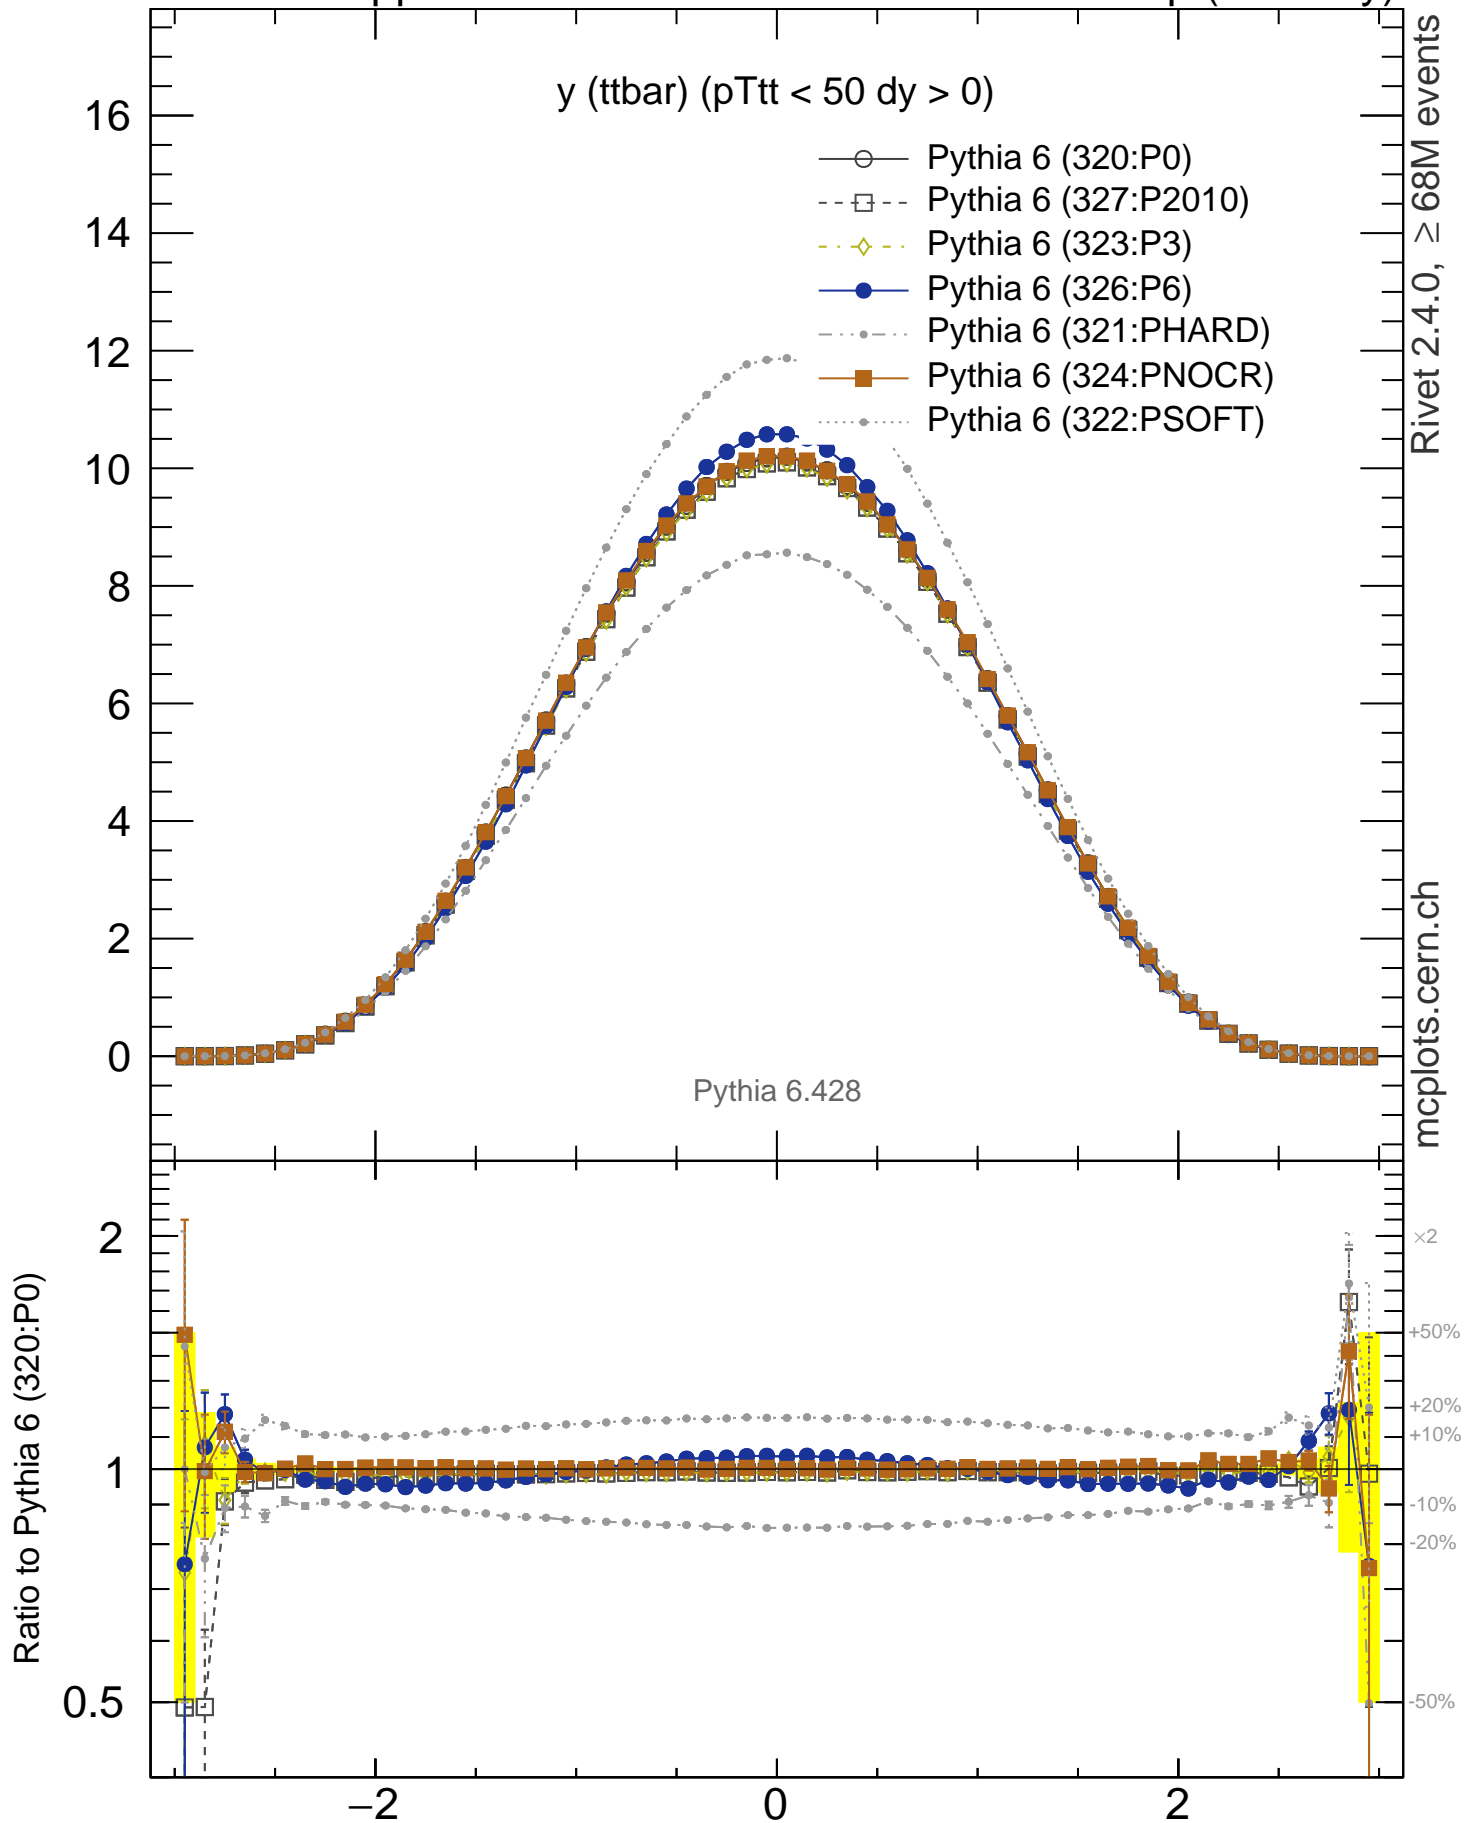 y (ttbar) (pTtt < 50 dy > 0)
Pythia 6 (320:P0)
Pythia 6 (327:P2010)
Pythia 6 (323:P3)
Pythia 6 (326:P6)
Pythia 6 (321:PHARD)
Pythia 6 (324:PNOCR)
Pythia 6 (322:PSOFT)
16
14
12
10
8
6
4
2
0
Pythia 6.428
Rivet 2.4.0, ≥ 68M events
mcplots.cern.ch
Ratio to Pythia 6 (320:P0)
2
1
0.5
×2
+50%
+20%
+10%
-10%
-20%
-50%
−2
0
2